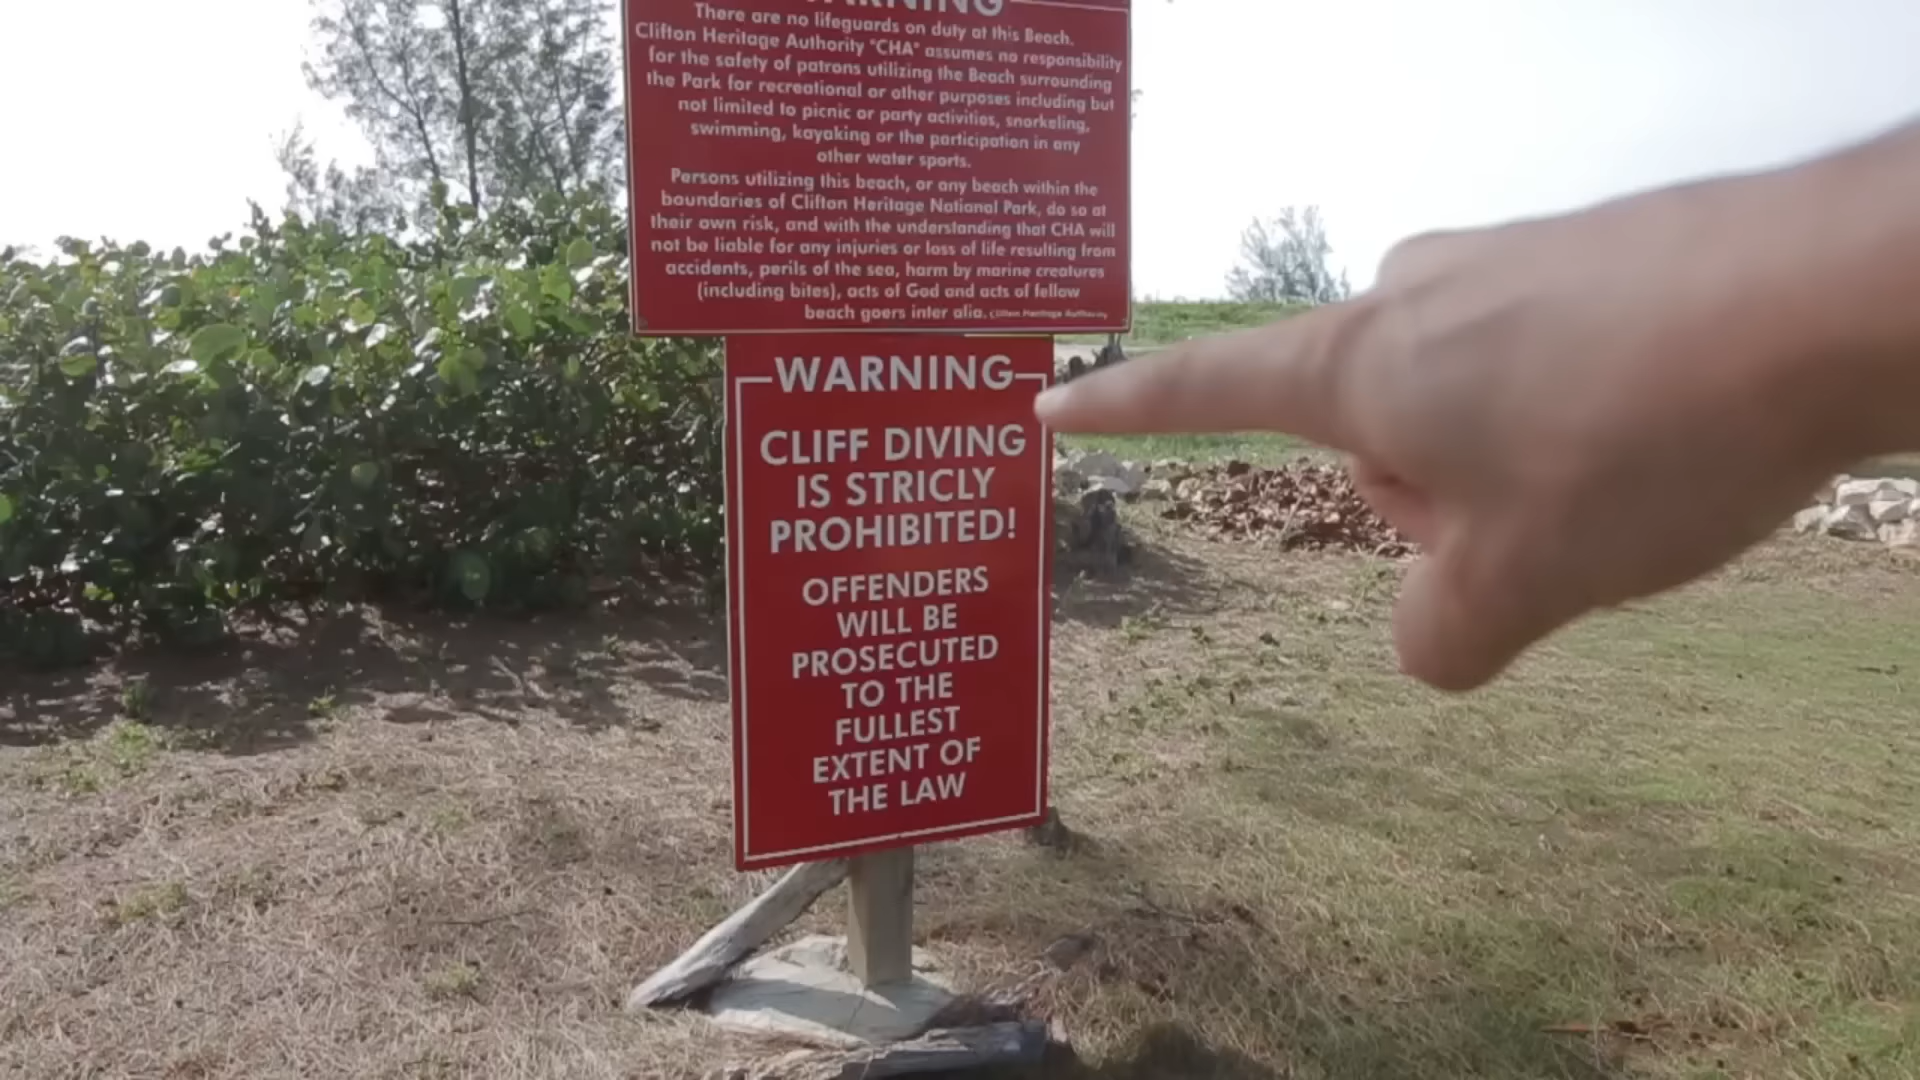 WARNING
There are no lifeguards on duty at this Beach.
Clifton Heritage Authority "CHA" assumes no responsibility
for the safety of patrons utilizing the Beach surrounding
the Park for recreational or other purposes including but
not limited to picnic or party activities, snorkeling,
swimming, kayaking or the participation in any
other water sports.
Persons utilizing this beach, or any beach within the
boundaries of Clifton Heritage National Park, do so at
their own risk, and with the understanding that CHA will
not be liable for any injuries or loss of life resulting from
accidents, perils of the sea, harm by marine creatures
(including bites), acts of God and acts of fellow
beach goers inter alia. Clifton Heritage Authority
WARNING
CLIFF DIVING
IS STRICLY
PROHIBITED!
OFFENDERS
WILL BE
PROSECUTED
TO THE
FULLEST
EXTENT OF
THE LAW